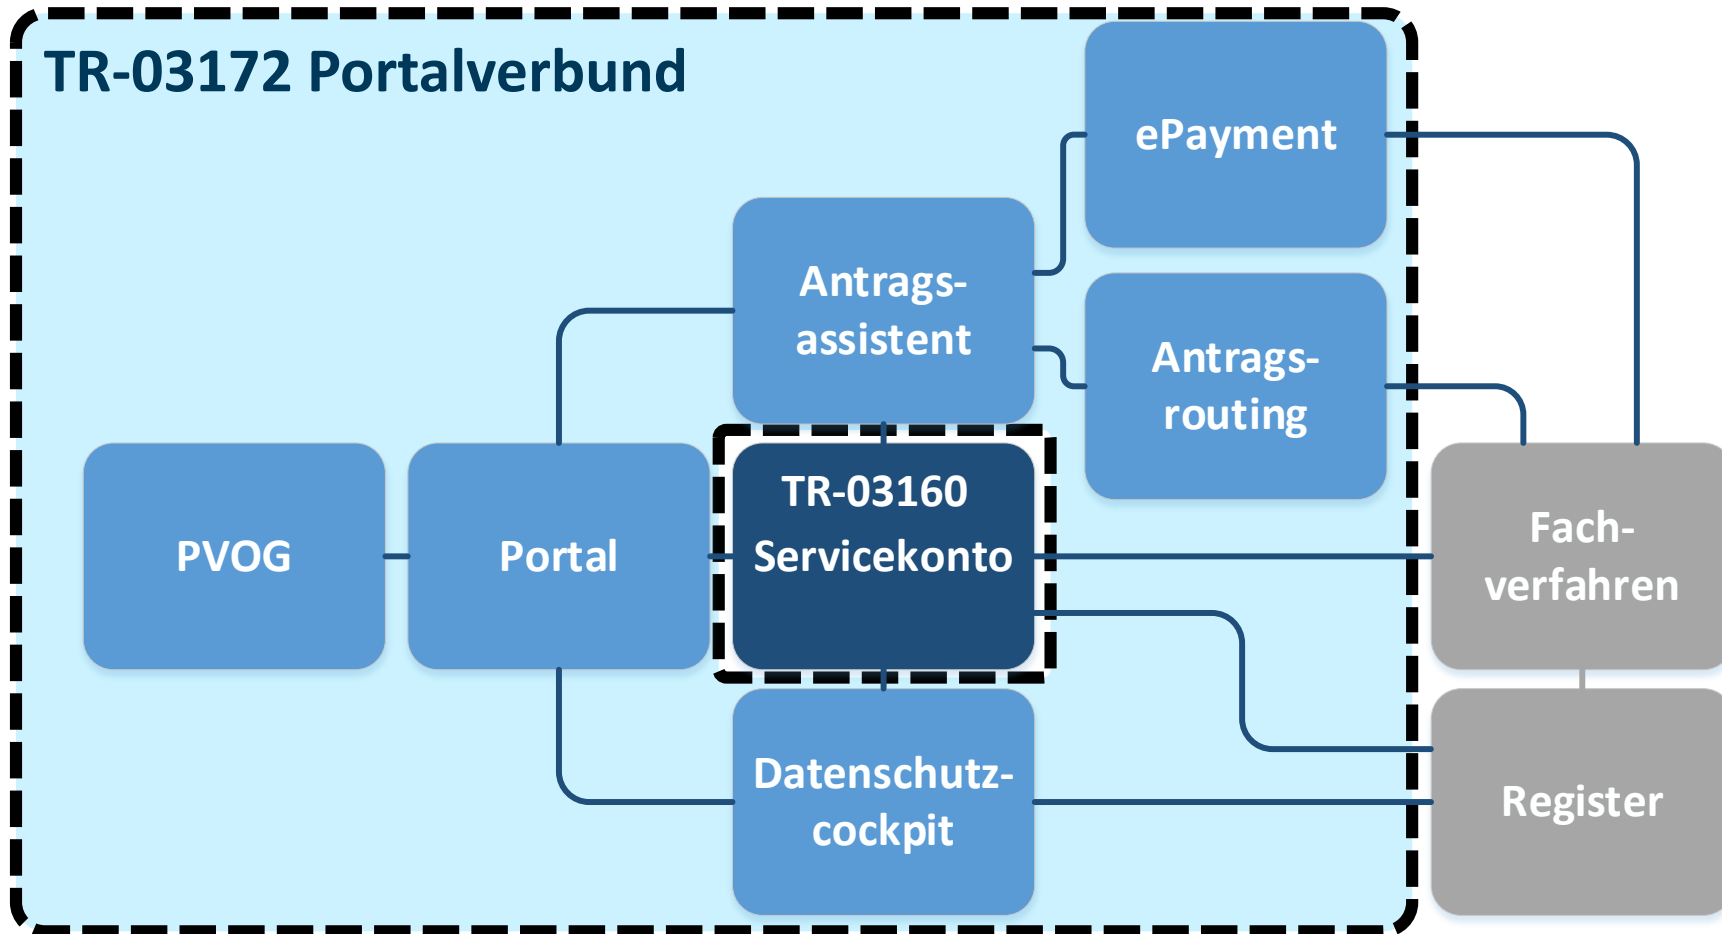 TR-03172 Portalverbund
ePayment
Antrags-
assistent
Antrags-
routing
PVOG
Portal
TR-03160
Servicekonto
Fach-
verfahren
Datenschutz-
cockpit
Register